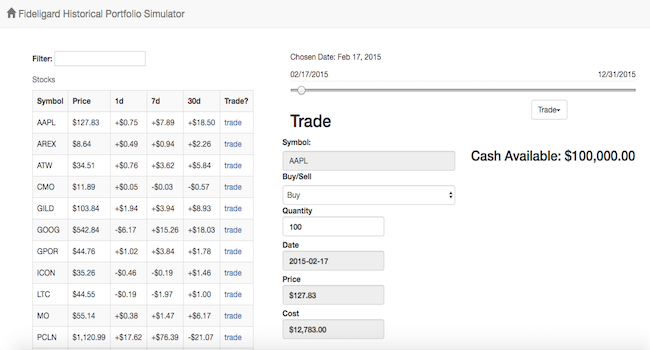 Fideligard Historical Portfolio Simulator
Filter:
Stocks
Symbol Price 1d 7d 30d Trade?
AAPL $127.83 +$0.75 +$7.89 +$18.50 trade
AREX $8.64 +$0.49 +$0.94 +$2.26 trade
ATW $34.51 +$0.76 +$3.62 +$5.84 trade
CMO $11.89 +$0.05 -$0.03 -$0.57 trade
GILD $103.84 +$1.94 +$3.94 +$8.93 trade
GOOG $542.84 -$6.17 +$15.26 +$18.03 trade
GPOR $44.76 +$1.02 +$3.84 +$1.78 trade
ICON $35.26 -$0.46 -$0.19 +$1.46 trade
LTC $44.55 -$0.19 -$1.97 +$1.00 trade
MO $55.14 +$0.38 +$1.47 +$6.17 trade
PCLN $1,120.99 +$17.62 +$76.39 -$21.07 trade
Chosen Date: Feb 17, 2015
02/17/2015 12/31/2015
Trade
Trade
Symbol:
AAPL
Cash Available: $100,000.00
Buy/Sell
Buy
Quantity
100
Date
2015-02-17
Price
$127.83
Cost
$12,783.00